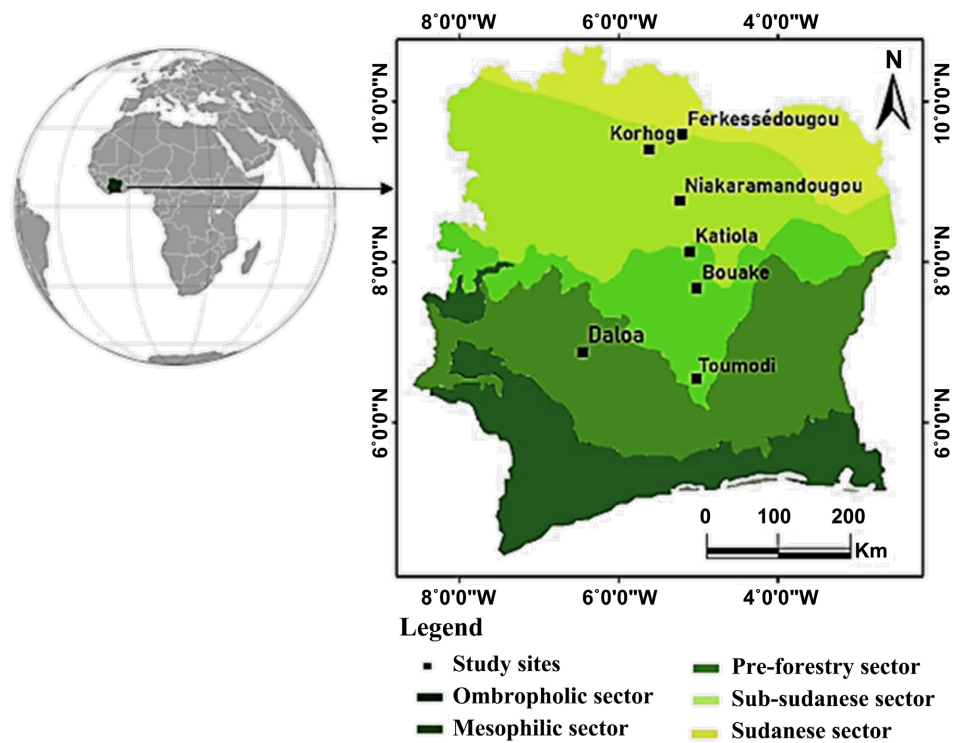 8°0'0"W 6°0'0"W 4°0'0"W
N
10°0'0"N 10°0'0"N
Ferkessédougou
Korhog
Niakaramandougou
Katiola
8°0'0"N 8°0'0"N
Bouake
Daloa
Toumodi
6°0'0"N 6°0'0"N
0 100 200
Km
8°0'0"W 6°0'0"W 4°0'0"W
Legend
Study sites
Ombropholic sector
Mesophilic sector
Pre-forestry sector
Sub-sudanese sector
Sudanese sector